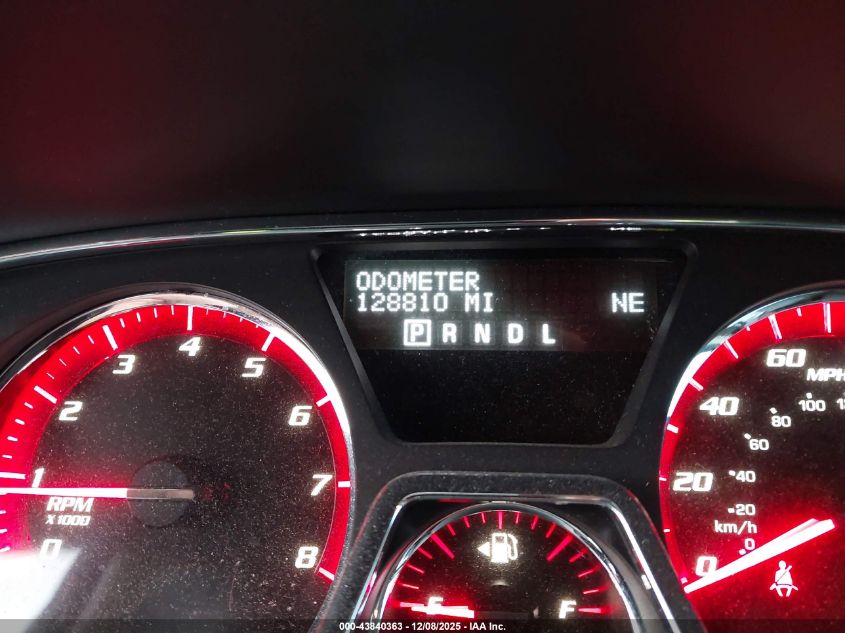 ODOMETER
128810 MI NE
P R N D L
0 1 2 3 4 5 6 7 8
RPM
X 1000
E F
0 20 40 60
MPH
0 20 40 60 80 100
km/h
000-43840363 - 12/08/2025 - IAA Inc.